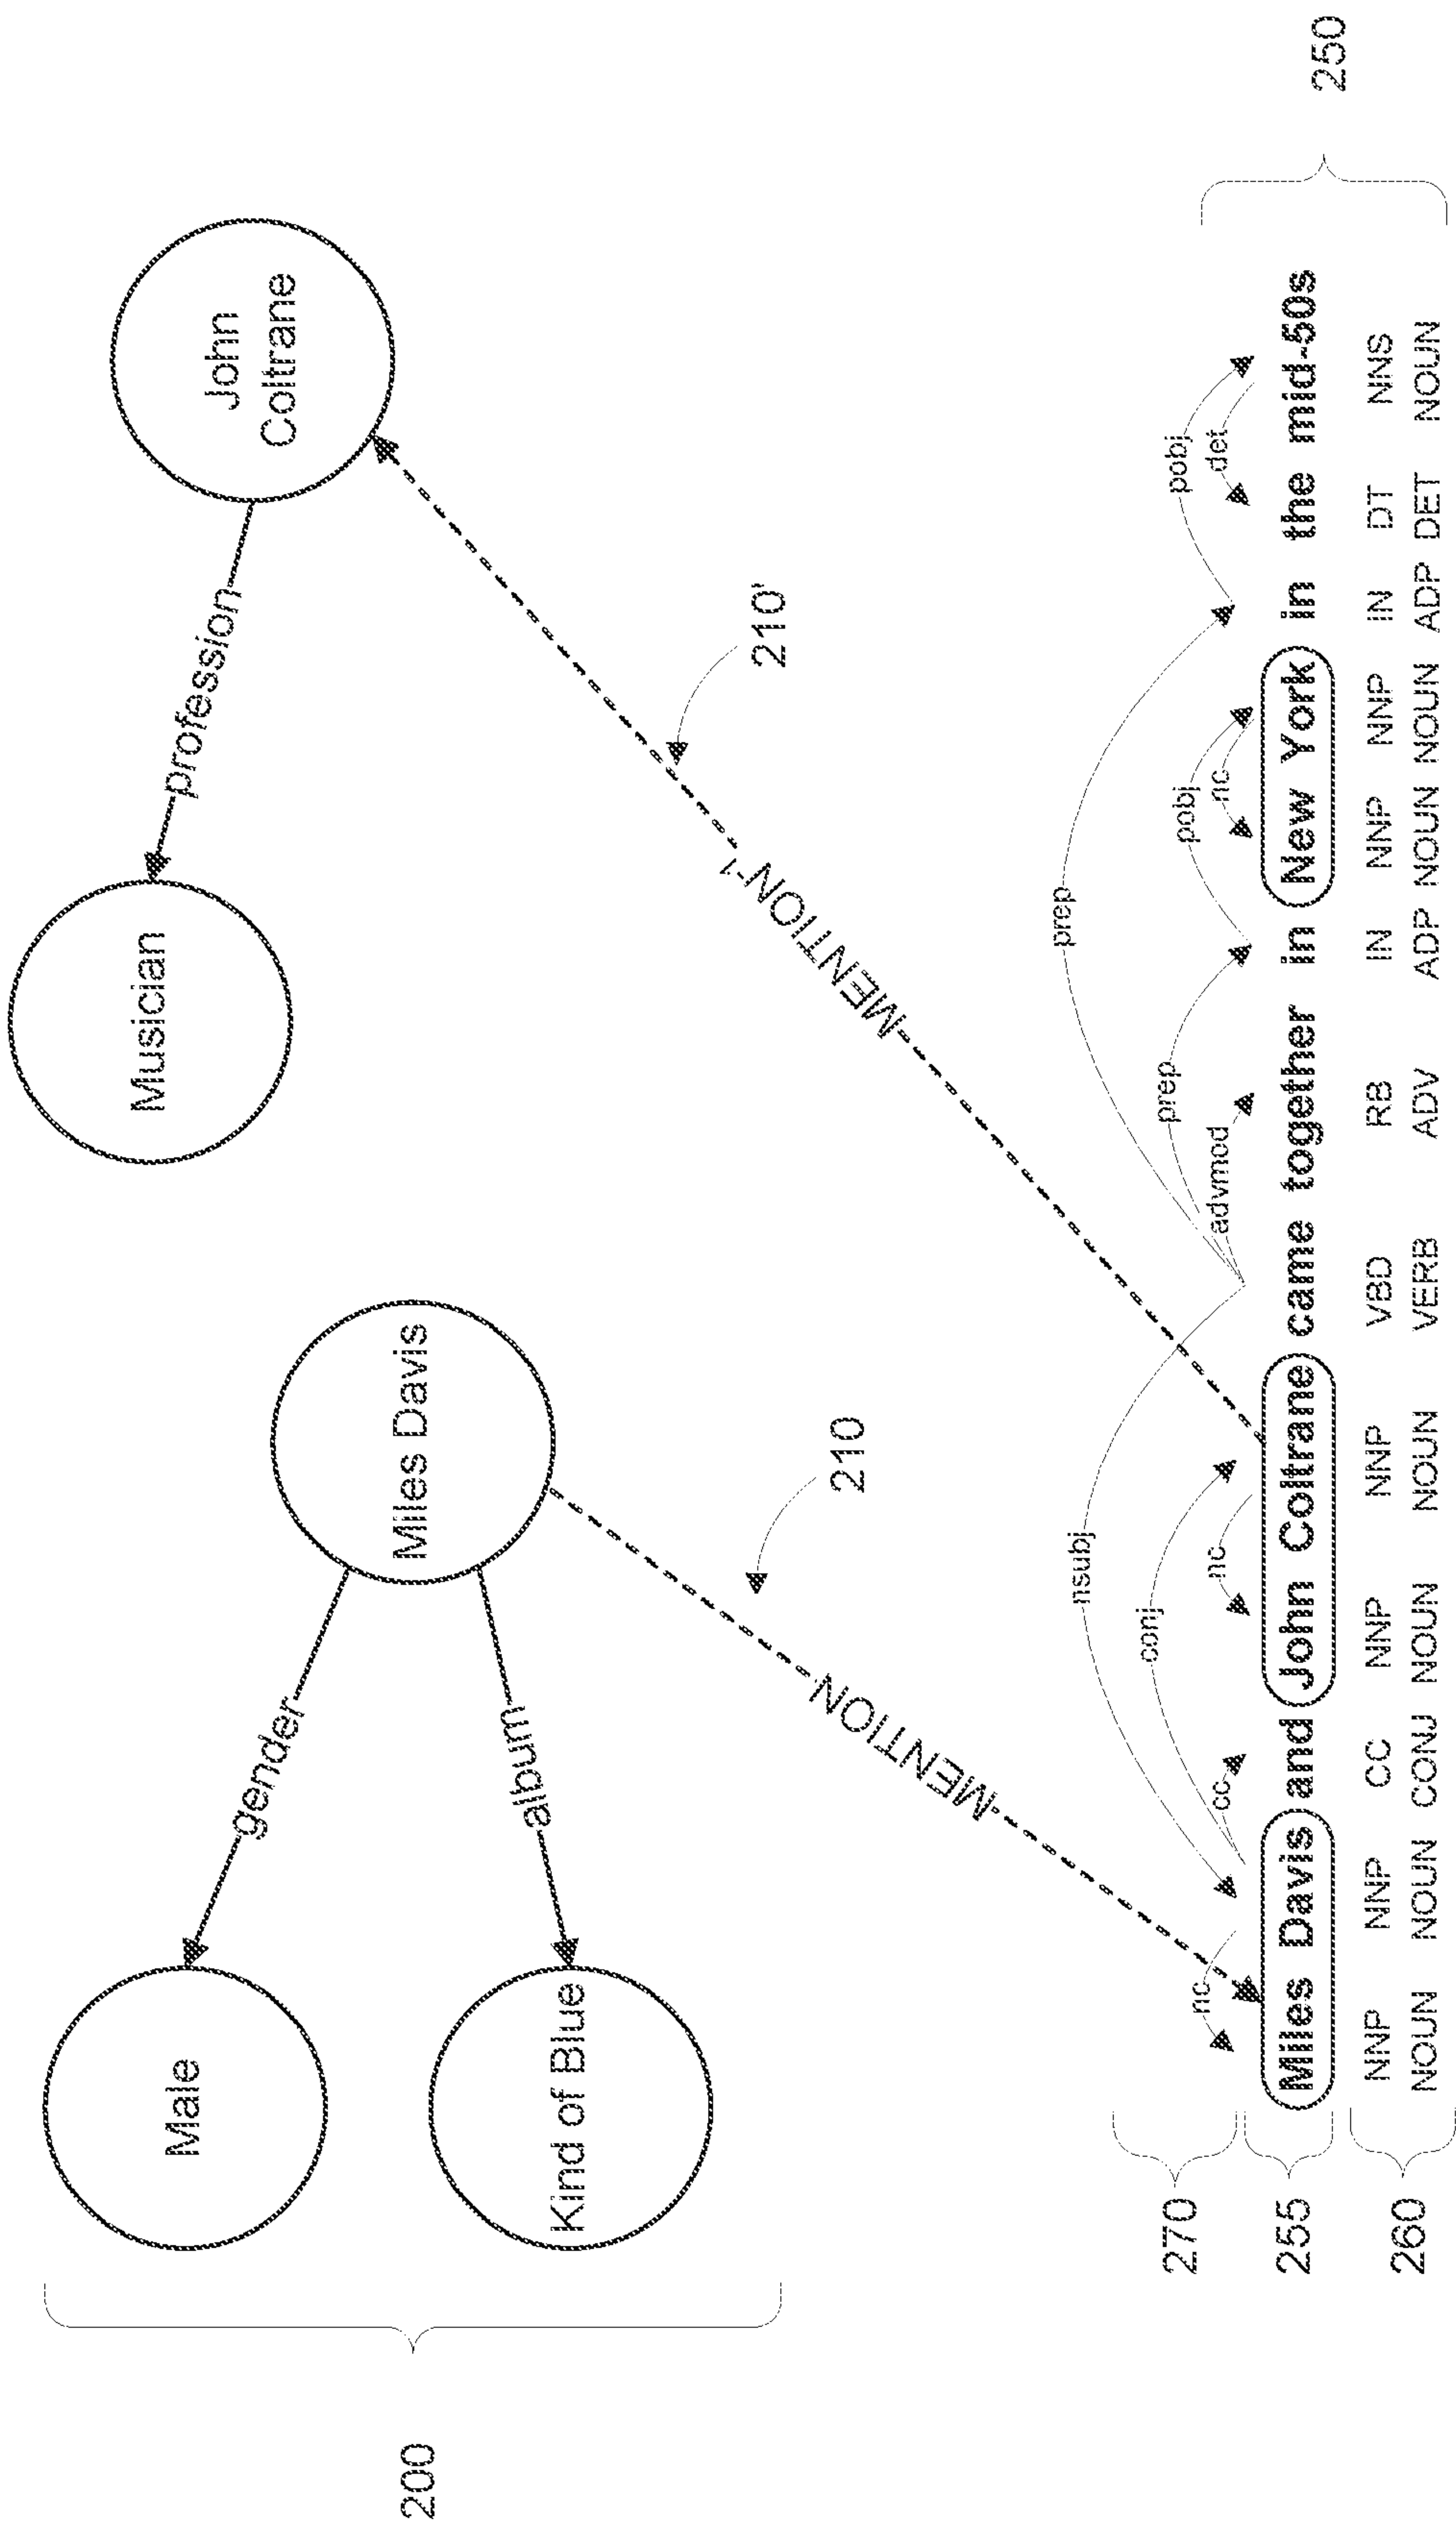 200
Male
gender
Miles Davis
album
Kind of Blue
Musician
profession
John
Coltrane
MENTION
210
MENTION-1
210'
270
nc
nsubj
conj
cc
nc
advmod
prep
prep
pobj
nc
pobj
det
255
Miles Davis and John Coltrane came together in New York in the mid-50s
260
NNP NNP CC NNP NNP VBD RB IN NNP NNP IN DT NNS
NOUN NOUN CONJ NOUN NOUN VERB ADV ADP NOUN NOUN ADP DET NOUN
250